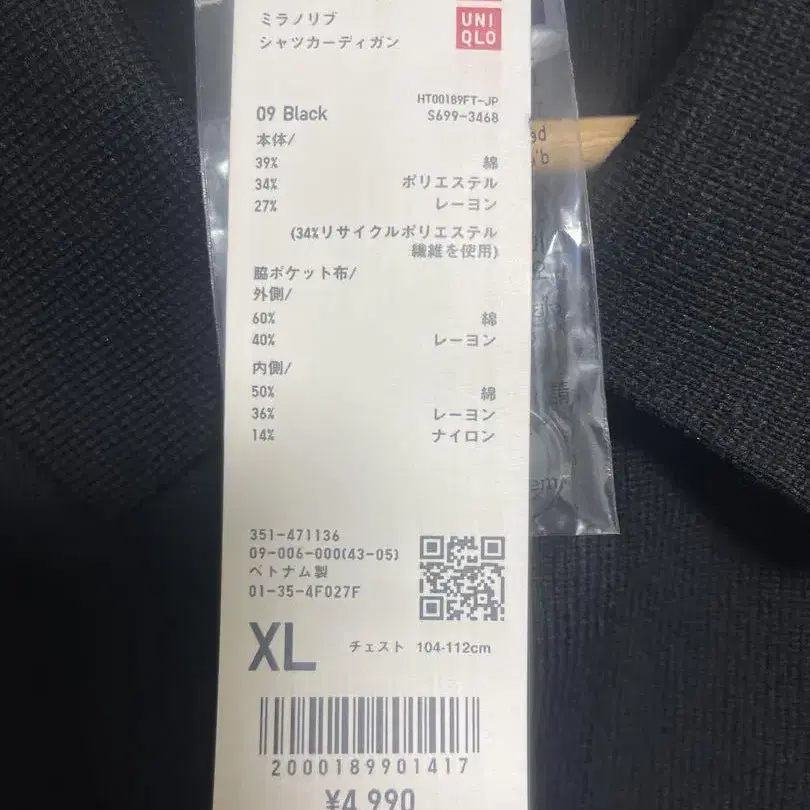 ミラノリブ
シャツカーディガン
UNI
QLO
HT00189FT-JP
09 Black
S699-3468
本体/
39% 綿
34% ポリエステル
27% レーヨン
(34%リサイクルポリエステル
繊維を使用)
脇ポケット布/
外側/
60% 綿
40% レーヨン
内側/
50% 綿
36% レーヨン
14% ナイロン
351-471136
09-006-000(43-05)
ベトナム製
01-35-4F027F
XL チェスト 104-112cm
2000189901417
¥4,990